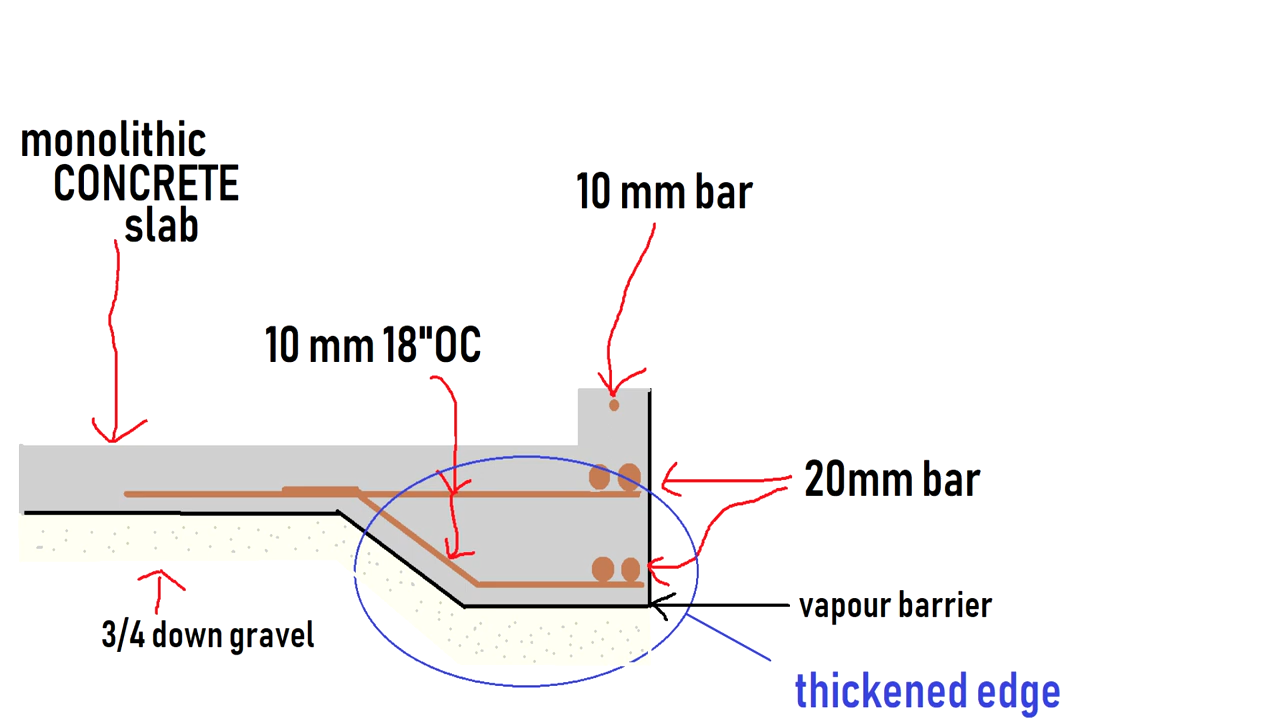 monolithic
CONCRETE
slab
10 mm bar
10 mm 18"OC
20mm bar
vapour barrier
3/4 down gravel
thickened edge